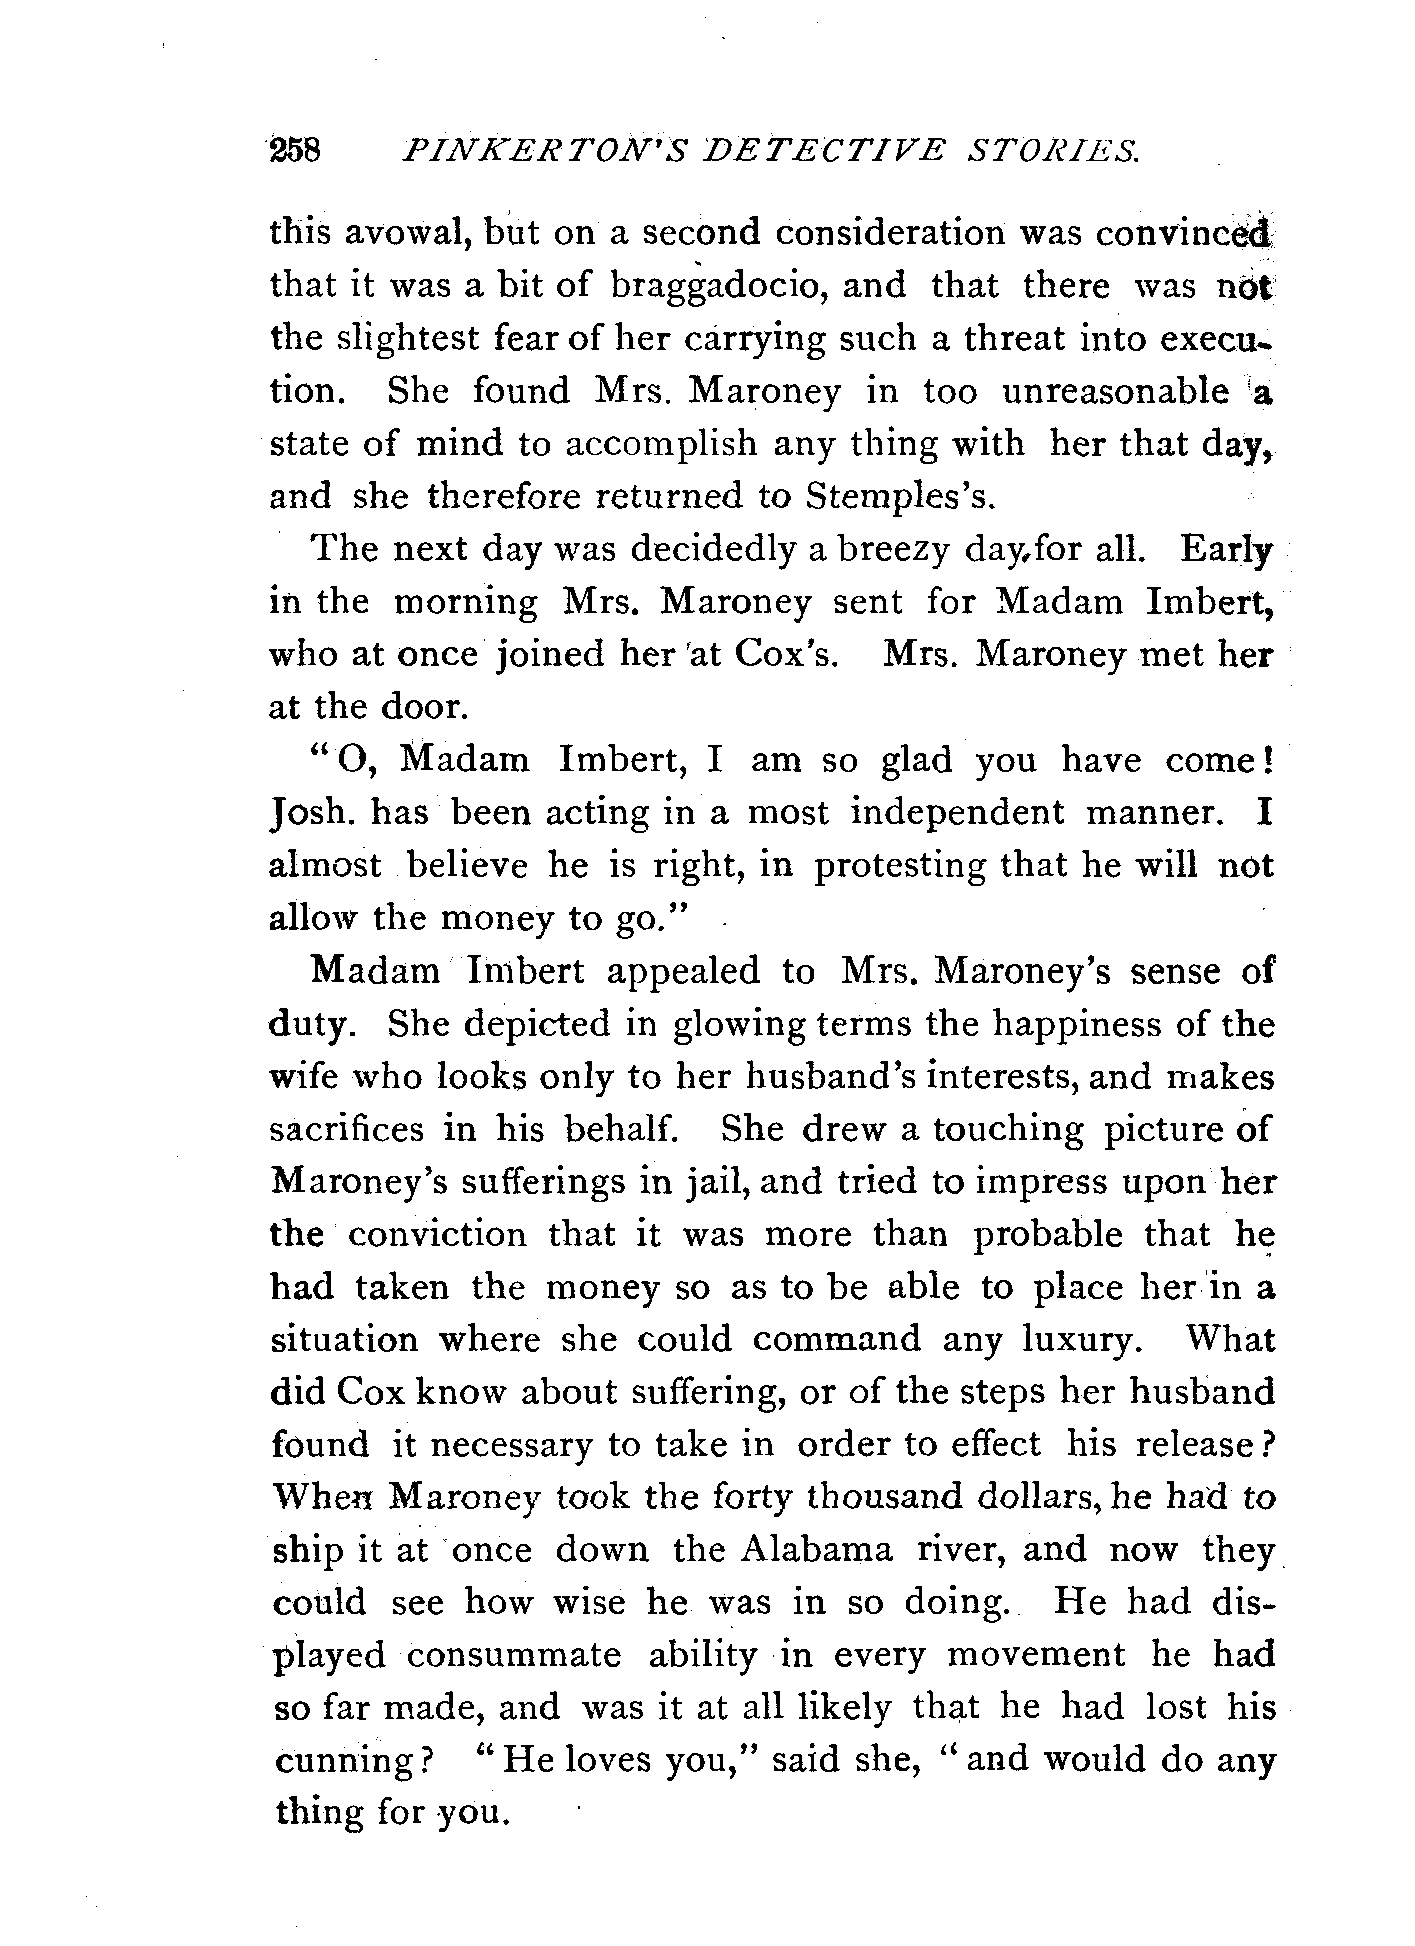 258 PINKERTON'S DETECTIVE STORIES.
this avowal, but on a second consideration was convinced
that it was a bit of braggadocio, and that there was not
the slightest fear of her carrying such a threat into execu-
tion. She found Mrs. Maroney in too unreasonable a
state of mind to accomplish any thing with her that day,
and she therefore returned to Stemples's.
The next day was decidedly a breezy day, for all. Early
in the morning Mrs. Maroney sent for Madam Imbert,
who at once joined her at Cox's. Mrs. Maroney met her
at the door.
"O, Madam Imbert, I am so glad you have come!
Josh. has been acting in a most independent manner. I
almost believe he is right, in protesting that he will not
allow the money to go."
Madam Imbert appealed to Mrs. Maroney's sense of
duty. She depicted in glowing terms the happiness of the
wife who looks only to her husband's interests, and makes
sacrifices in his behalf. She drew a touching picture of
Maroney's sufferings in jail, and tried to impress upon her
the conviction that it was more than probable that he
had taken the money so as to be able to place her in a
situation where she could command any luxury. What
did Cox know about suffering, or of the steps her husband
found it necessary to take in order to effect his release?
When Maroney took the forty thousand dollars, he had to
ship it at once down the Alabama river, and now they
could see how wise he was in so doing. He had dis-
played consummate ability in every movement he had
so far made, and was it at all likely that he had lost his
cunning? "He loves you," said she, "and would do any
thing for you.